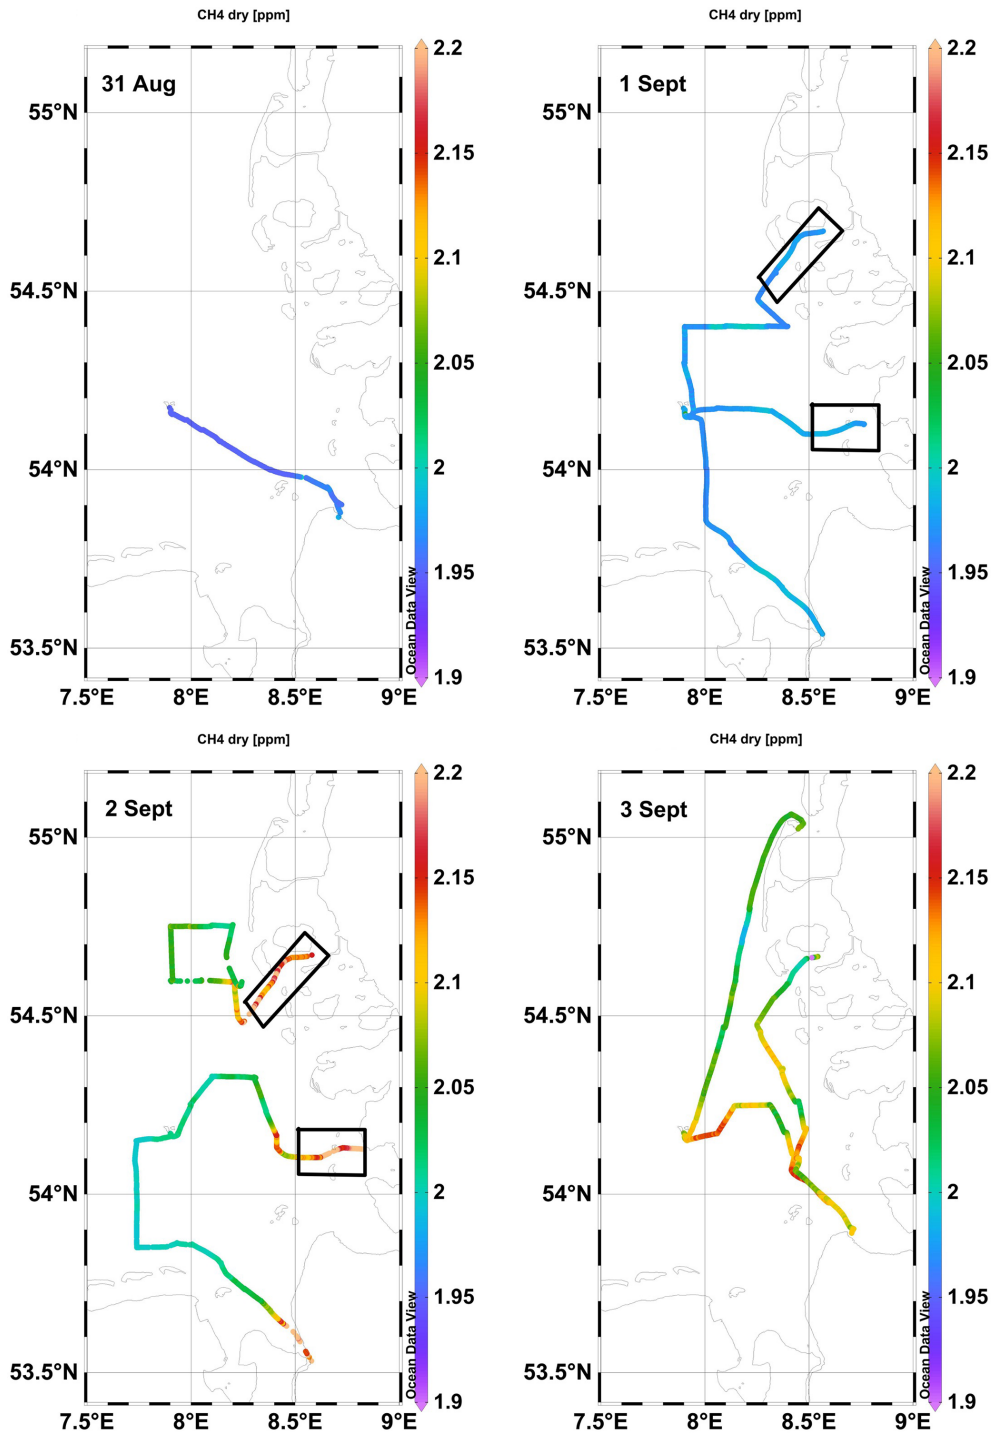 CH4 dry [ppm]
31 Aug
55°N
54.5°N
54°N
53.5°N
7.5°E 8°E 8.5°E 9°E
2.2
2.15
2.1
2.05
2
1.95
1.9
Ocean Data View
CH4 dry [ppm]
1 Sept
55°N
54.5°N
54°N
53.5°N
7.5°E 8°E 8.5°E 9°E
2.2
2.15
2.1
2.05
2
1.95
1.9
Ocean Data View
CH4 dry [ppm]
2 Sept
55°N
54.5°N
54°N
53.5°N
7.5°E 8°E 8.5°E 9°E
2.2
2.15
2.1
2.05
2
1.95
1.9
Ocean Data View
CH4 dry [ppm]
3 Sept
55°N
54.5°N
54°N
53.5°N
7.5°E 8°E 8.5°E 9°E
2.2
2.15
2.1
2.05
2
1.95
1.9
Ocean Data View